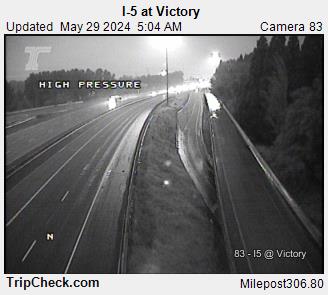 I-5 at Victory
Updated May 29 2024 5:04 AM Camera 83
HIGH PRESSURE
N
83 - I5 @ Victory
TripCheck.com Milepost306.80